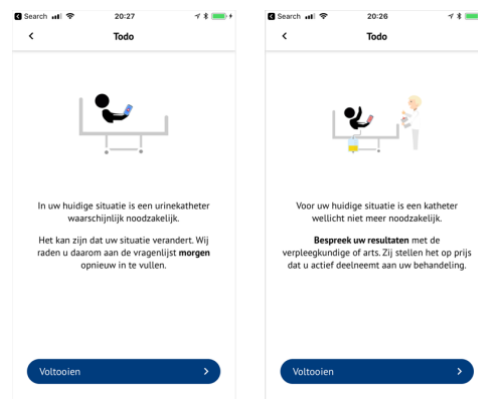 Search 20:27
Todo
In uw huidige situatie is een urinekatheter
waarschijnlijk noodzakelijk.
Het kan zijn dat uw situatie verandert. Wij
raden u daarom aan de vragenlijst morgen
opnieuw in te vullen.
Voltooien
Search 20:26
Todo
Voor uw huidige situatie is een katheter
wellicht niet meer noodzakelijk.
Bespreek uw resultaten met de
verpleegkundige of arts. Zij stellen het op prijs
dat u actief deelneemt aan uw behandeling.
Voltooien